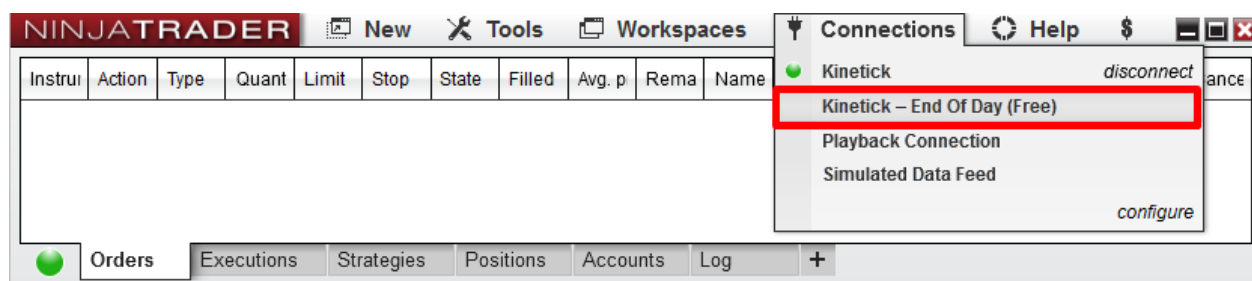 NINJATRADER New Tools Workspaces Connections Help $
Instrui Action Type Quant Limit Stop State Filled Avg. p Rema Name ance
Kinetick disconnect
Kinetick – End Of Day (Free)
Playback Connection
Simulated Data Feed
configure
Orders Executions Strategies Positions Accounts Log +